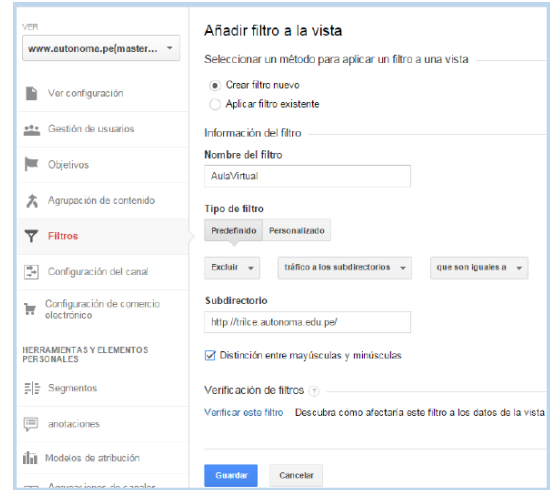 VER
www.autonoma.pe(master...
Ver configuración
Gestión de usuarios
Objetivos
Agrupación de contenido
Filtros
Configuración del canal
Configuración de comercio
electrónico
HERRAMIENTAS Y ELEMENTOS
PERSONALES
Segmentos
anotaciones
Modelos de atribución
Agrupaciones de canales
Añadir filtro a la vista
Seleccionar un método para aplicar un filtro a una vista
Crear filtro nuevo
Aplicar filtro existente
Información del filtro
Nombre del filtro
AulaVirtual
Tipo de filtro
Predefinido Personalizado
Excluir tráfico a los subdirectorios que son iguales a
Subdirectorio
http://trilce.autonoma.edu.pe/
Distinción entre mayúsculas y minúsculas
Verificación de filtros ?
Verificar este filtro Descubra cómo afectaría este filtro a los datos de la vista
Guardar Cancelar